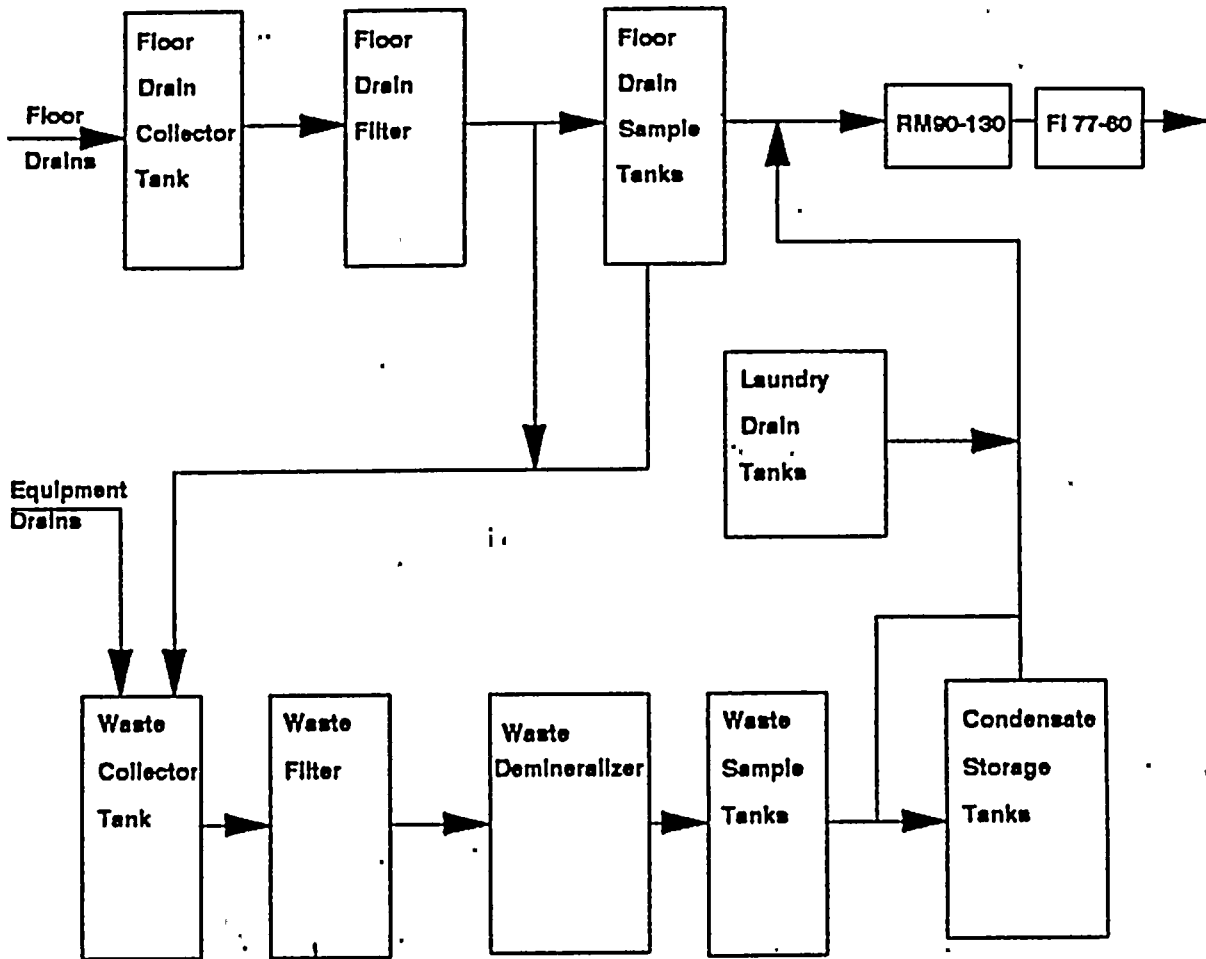 Floor
Drains
Floor
Drain
Collector
Tank
Floor
Drain
Filter
Floor
Drain
Sample
Tanks
RM90-130
FI 77-60
Laundry
Drain
Tanks
Equipment
Drains
Waste
Collector
Tank
Waste
Filter
Waste
Demineralizer
Waste
Sample
Tanks
Condensate
Storage
Tanks